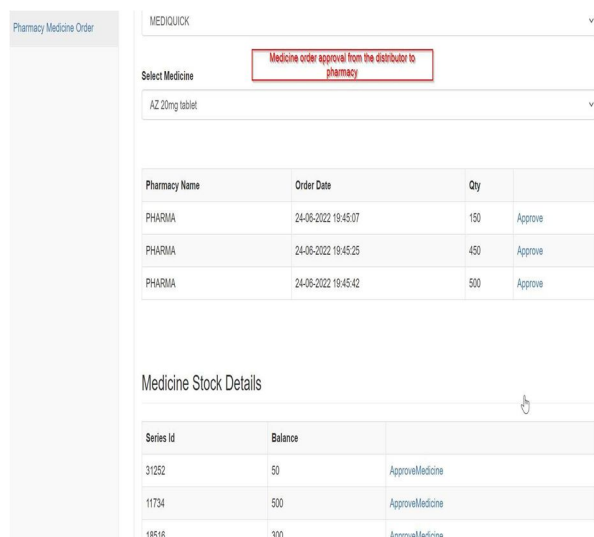 Pharmacy Medicine Order
MEDIQUICK
Medicine order approval from the distributor to
pharmacy
Select Medicine
AZ 20mg tablet
Pharmacy Name Order Date Qty
PHARMA 24-06-2022 19:45:07 150 Approve
PHARMA 24-06-2022 19:45:25 450 Approve
PHARMA 24-06-2022 19:45:42 500 Approve
Medicine Stock Details
Series Id Balance
31252 50 ApproveMedicine
11734 500 ApproveMedicine
18516 300 ApproveMedicine